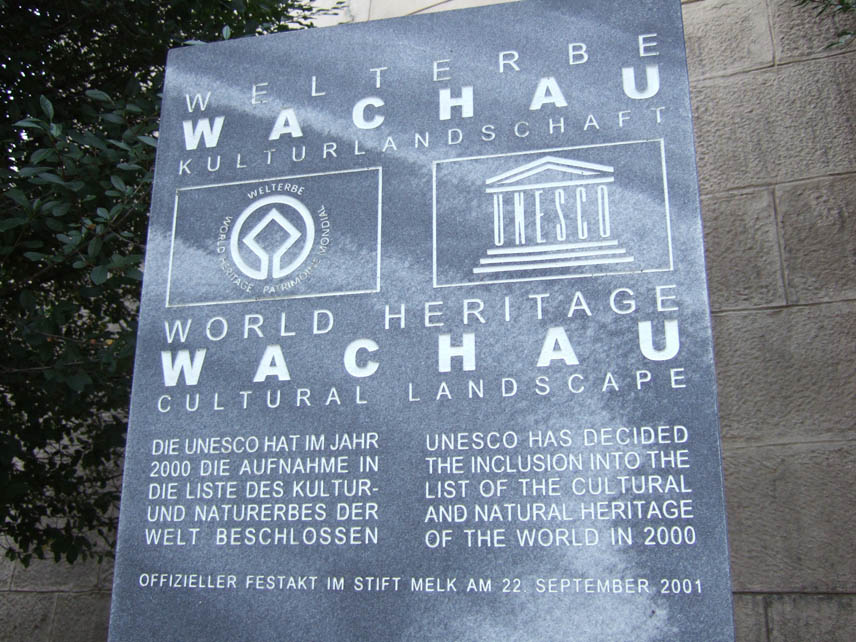 WELTERBE
WACHAU
KULTURLANDSCHAFT
WELTERBE
WORLD HERITAGE
PATRIMOINE MONDIAL
UNESCO
WORLD HERITAGE
WACHAU
CULTURAL LANDSCAPE
DIE UNESCO HAT IM JAHR
2000 DIE AUFNAHME IN
DIE LISTE DES KULTUR-
UND NATURERBES DER
WELT BESCHLOSSEN
UNESCO HAS DECIDED
THE INCLUSION INTO THE
LIST OF THE CULTURAL
AND NATURAL HERITAGE
OF THE WORLD IN 2000
OFFIZIELLER FESTAKT IM STIFT MELK AM 22. SEPTEMBER 2001